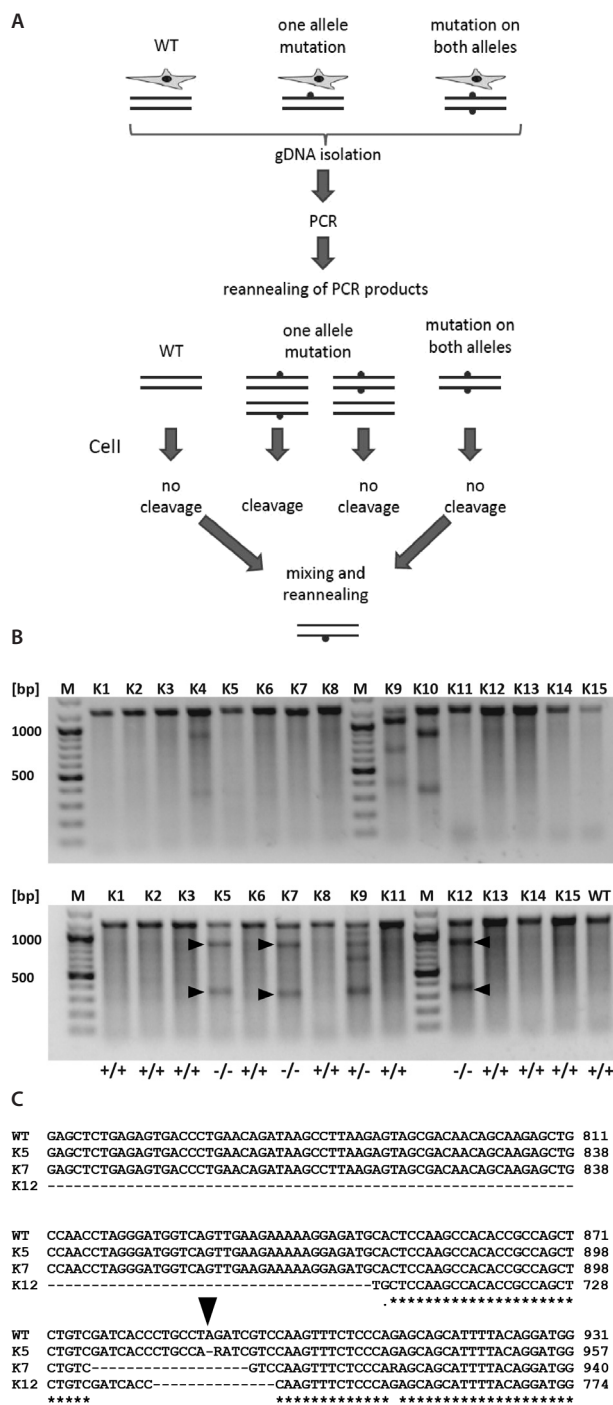 A
WT
one allele
mutation
mutation on
both alleles
gDNA isolation
PCR
reannealing of PCR products
WT
one allele
mutation
mutation on
both alleles
Cell
no
cleavage
cleavage
no
cleavage
no
cleavage
mixing and
reannealing
B
[bp] M K1 K2 K3 K4 K5 K6 K7 K8 M K9 K10 K11 K12 K13 K14 K15
1000
500
[bp] M K1 K2 K3 K5 K6 K7 K8 K9 K11 M K12 K13 K14 K15 WT
1000
500
+/+ +/+ +/+ -/- +/+ -/- +/+ +/- +/+ -/- +/+ +/+ +/+ +/+
C
WT GAGCTCTGAGAGTGACCCTGAACAGATAAGCCTTAAGAGTAGCGACAACAGCAAGAGCTG 811
K5 GAGCTCTGAGAGTGACCCTGAACAGATAAGCCTTAAGAGTAGCGACAACAGCAAGAGCTG 838
K7 GAGCTCTGAGAGTGACCCTGAACAGATAAGCCTTAAGAGTAGCGACAACAGCAAGAGCTG 838
K12 ------------------------------------------------------------
WT CCAACCTAGGGATGGTCAGTTGAAGAAAAAGGAGATGCACTCCAAGCCACACCGCCAGCT 871
K5 CCAACCTAGGGATGGTCAGTTGAAGAAAAAGGAGATGCACTCCAAGCCACACCGCCAGCT 898
K7 CCAACCTAGGGATGGTCAGTTGAAGAAAAAGGAGATGCACTCCAAGCCACACCGCCAGCT 898
K12 -------------------------------------TGCTCCAAGCCACACCGCCAGCT 728
.*********************
WT CTGTCGATCACCCTGCCTAGATCGTCCAAGTTTCTCCCAGAGCAGCATTTTACAGGATGG 931
K5 CTGTCGATCACCCTGCCA-RATCGTCCAAGTTTCTCCCAGAGCAGCATTTTACAGGATGG 957
K7 CTGTC------------------GTCCAAGTTTCTCCCARAGCAGCATTTTACAGGATGG 940
K12 CTGTCGATCACC--------------CAAGTTTCTCCCAGAGCAGCATTTTACAGGATGG 774
***** ************* ********************